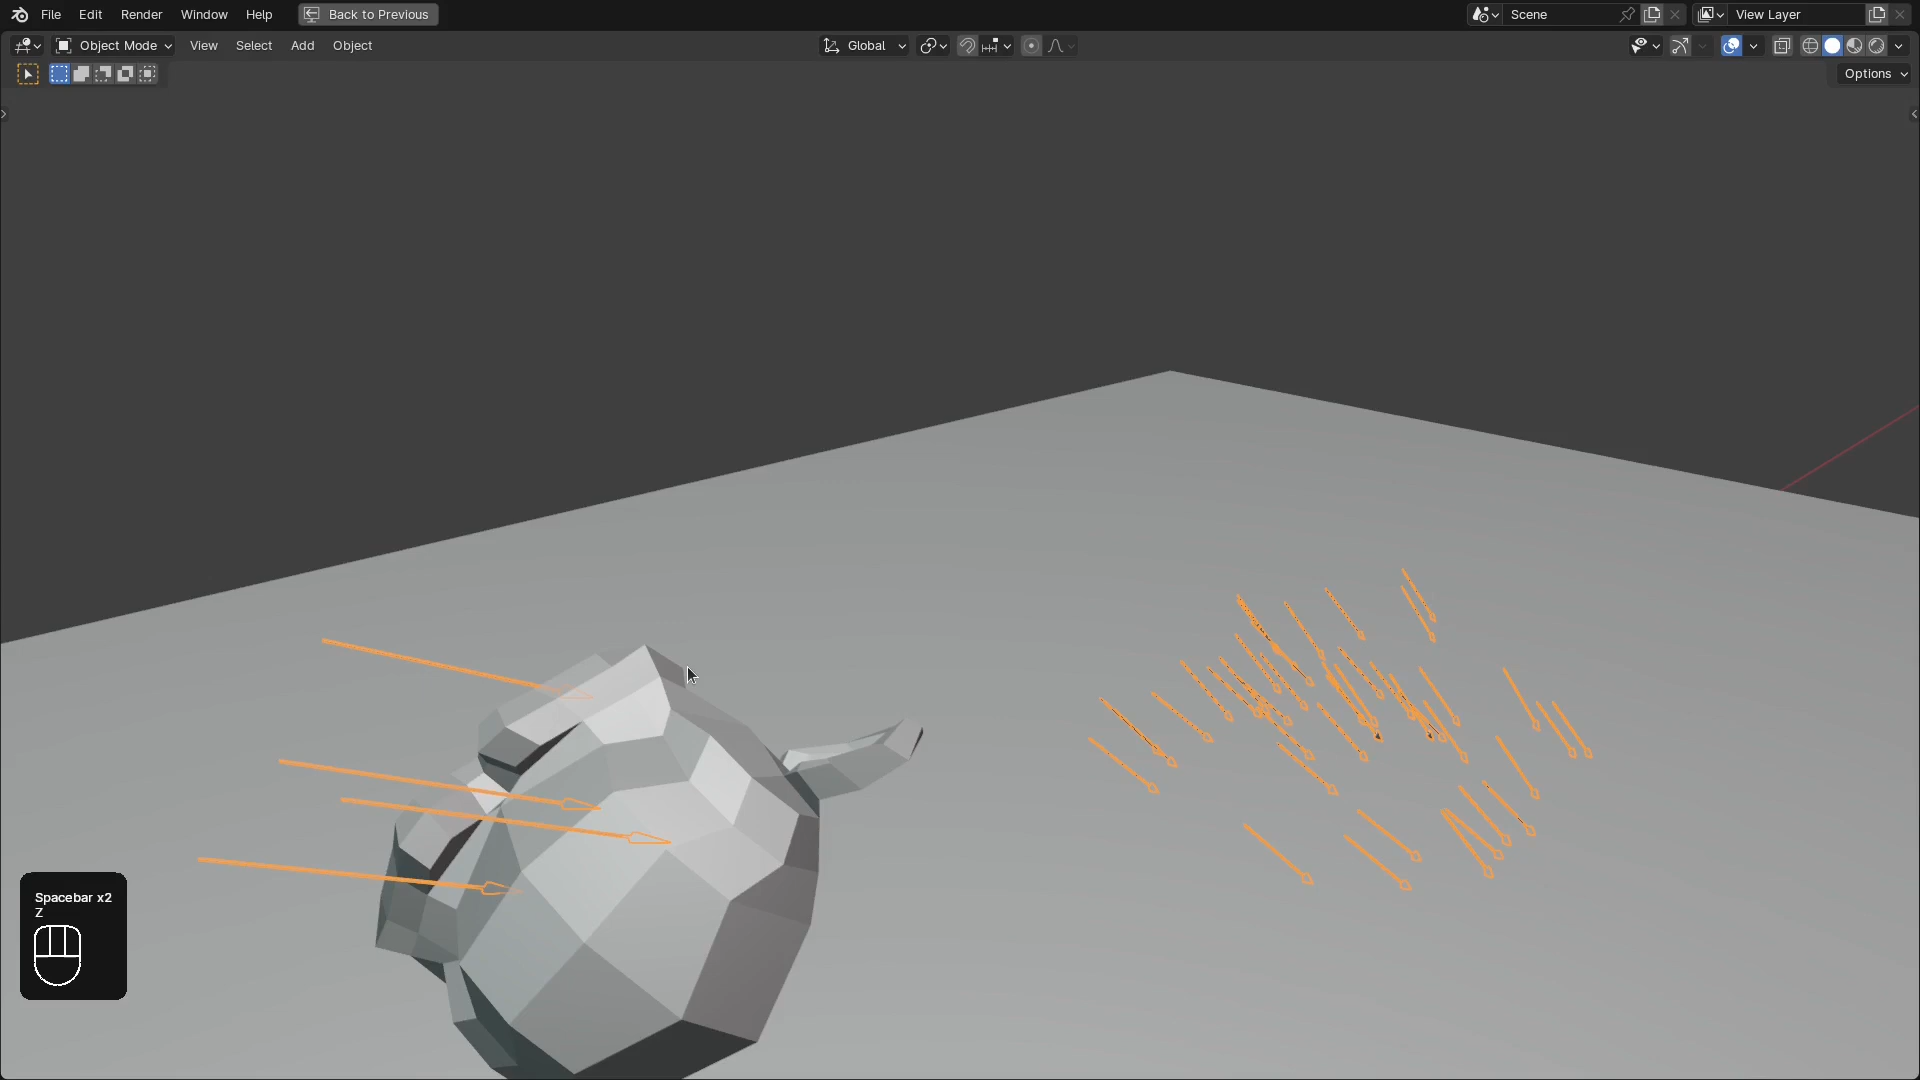 File Edit Render Window Help Back to Previous Scene View Layer
Object Mode View Select Add Object Global
Options
Spacebar x2
Z